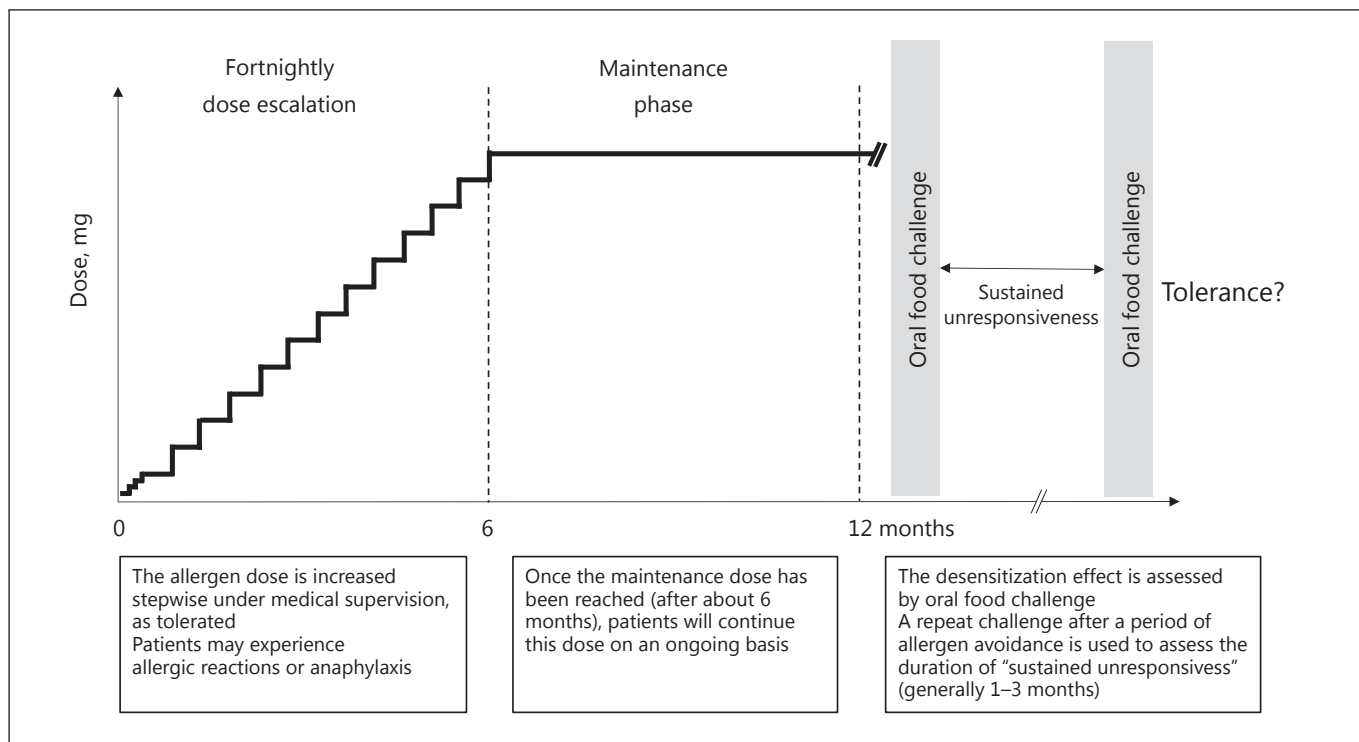 Fortnightly
dose escalation
Maintenance
phase
Dose, mg
Oral food challenge
Sustained
unresponsiveness
Oral food challenge
Tolerance?
0
6
12 months
The allergen dose is increased
stepwise under medical supervision,
as tolerated
Patients may experience
allergic reactions or anaphylaxis
Once the maintenance dose has
been reached (after about 6
months), patients will continue
this dose on an ongoing basis
The desensitization effect is assessed
by oral food challenge
A repeat challenge after a period of
allergen avoidance is used to assess the
duration of “sustained unresponsivess”
(generally 1–3 months)